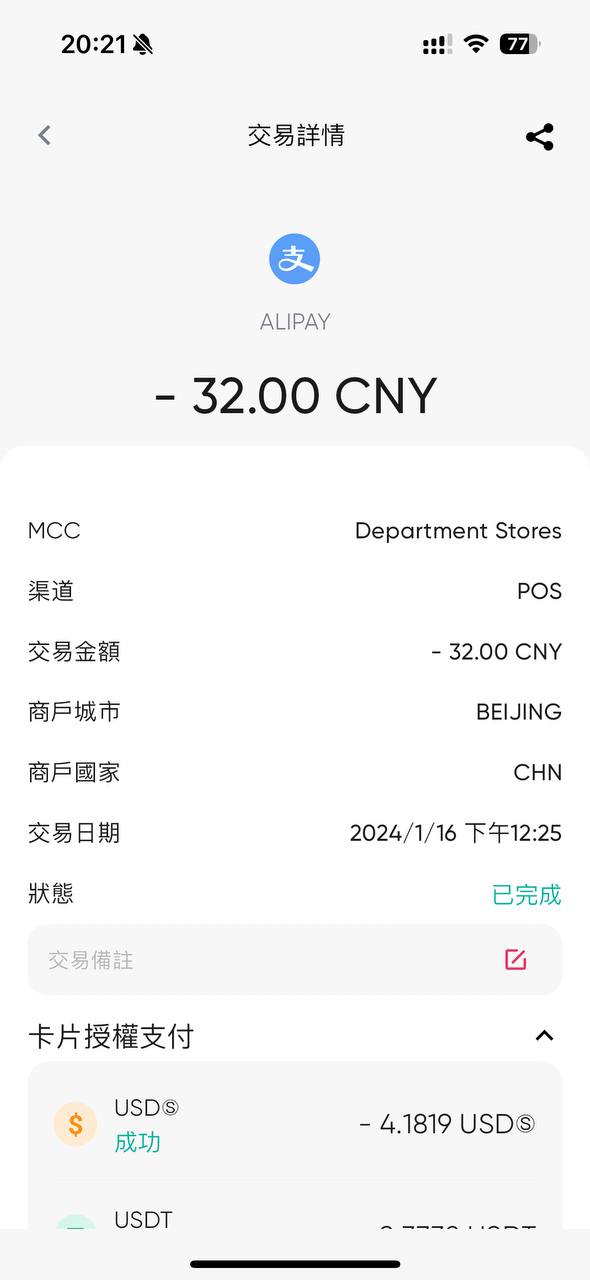 20:21
77
交易詳情
支
ALIPAY
- 32.00 CNY
MCC Department Stores
渠道 POS
交易金額 - 32.00 CNY
商戶城市 BEIJING
商戶國家 CHN
交易日期 2024/1/16 下午12:25
狀態 已完成
交易備註
卡片授權支付
$ USDⓈ - 4.1819 USDⓈ
成功
USDT